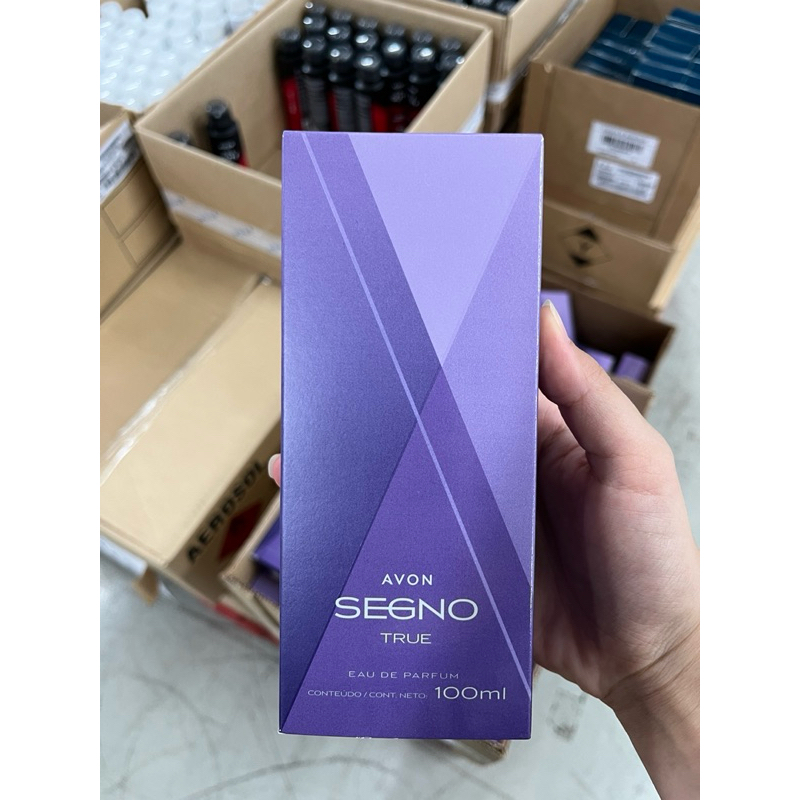 AVON
SEGNO
TRUE
EAU DE PARFUM
CONTEÚDO / CONT. NETO: 100ml
AEROSOL